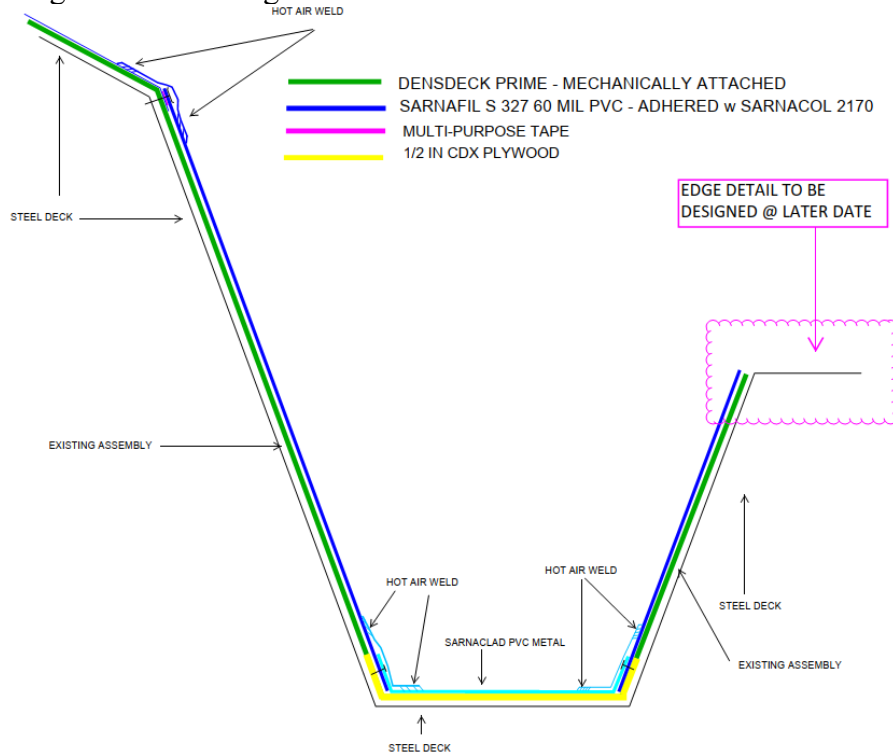 HOT AIR WELD
DENSDECK PRIME - MECHANICALLY ATTACHED
SARNAFIL S 327 60 MIL PVC - ADHERED w SARNACOL 2170
MULTI-PURPOSE TAPE
1/2 IN CDX PLYWOOD
EDGE DETAIL TO BE
DESIGNED @ LATER DATE
STEEL DECK
EXISTING ASSEMBLY
HOT AIR WELD
HOT AIR WELD
SARNACLAD PVC METAL
STEEL DECK
EXISTING ASSEMBLY
STEEL DECK